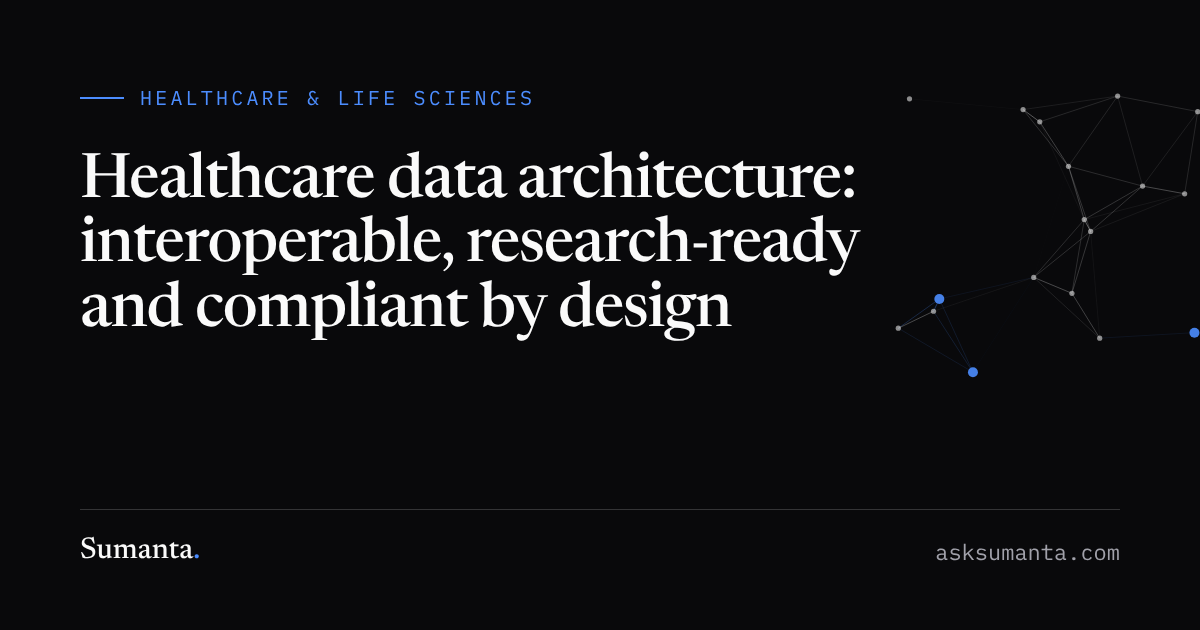 HEALTHCARE & LIFE SCIENCES
Healthcare data architecture:
interoperable, research-ready
and compliant by design
Sumanta.
asksumanta.com